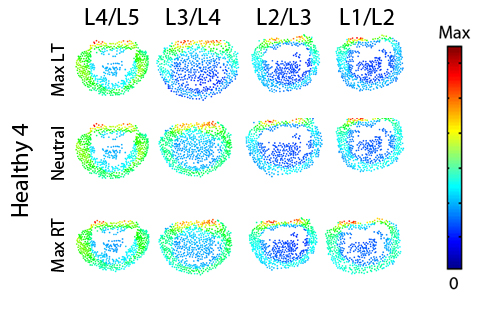 L4/L5 L3/L4 L2/L3 L1/L2
Max
Max LT
Healthy 4
Neutral
Max RT
0